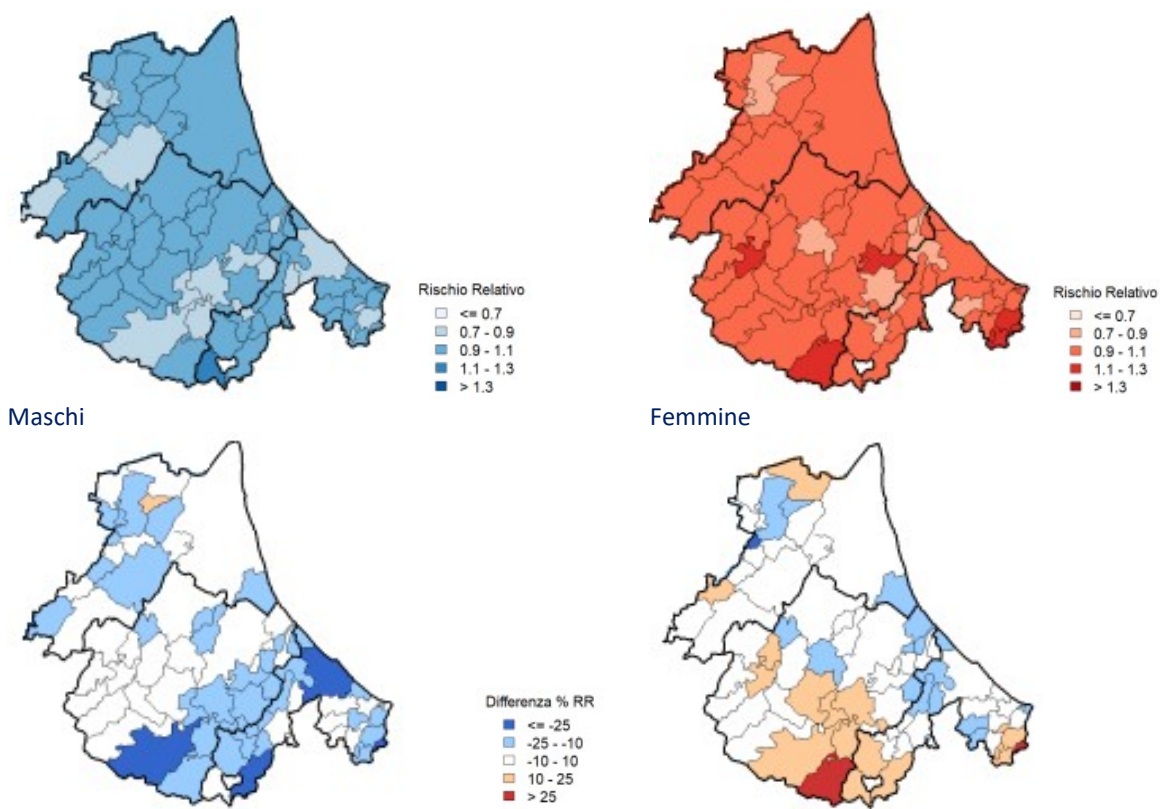 Rischio Relativo
<= 0.7
0.7 - 0.9
0.9 - 1.1
1.1 - 1.3
> 1.3
Rischio Relativo
<= 0.7
0.7 - 0.9
0.9 - 1.1
1.1 - 1.3
> 1.3
Maschi
Femmine
Differenza % RR
<= -25
-25 - -10
-10 - 10
10 - 25
> 25